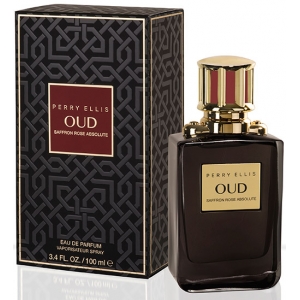 PERRY ELLIS
OUD
SAFFRON ROSE ABSOLUTE
EAU DE PARFUM
VAPORISATEUR SPRAY
3.4 FL. OZ. / 100 ml ℮
PERRY ELLIS
OUD
SAFFRON ROSE ABSOLUTE